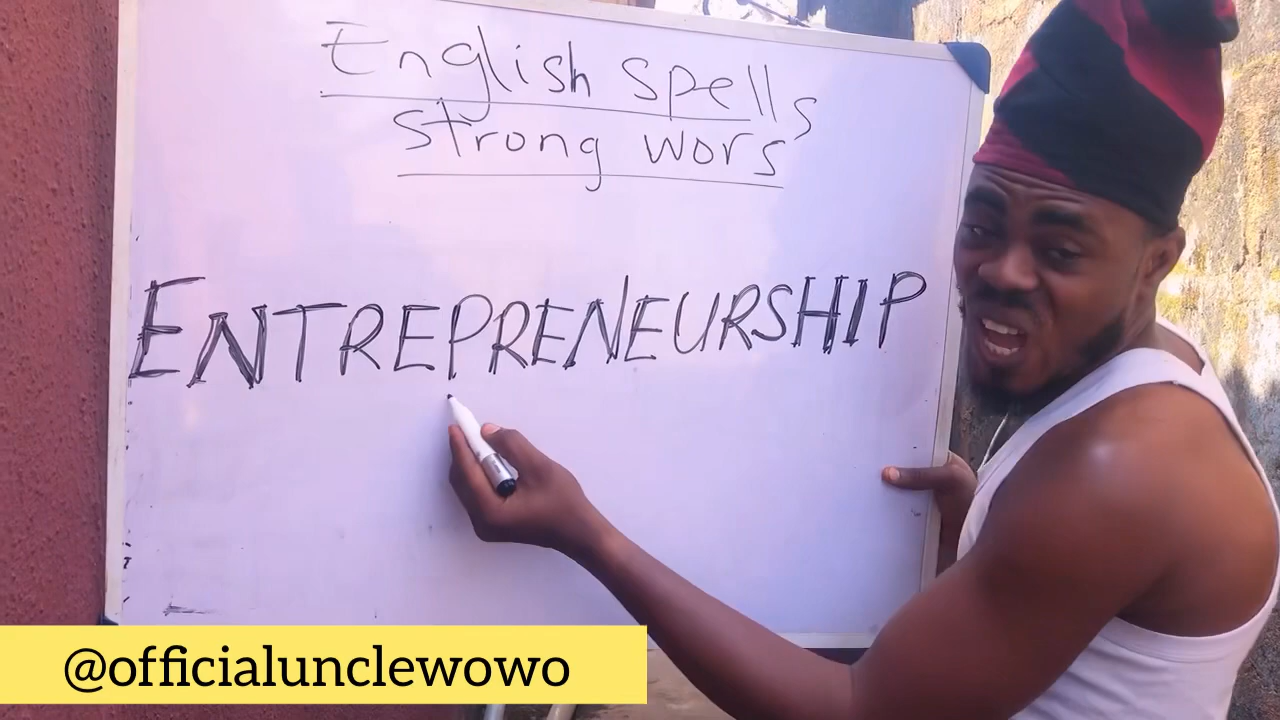 English spells
strong wors
ENTREPRENEURSHIP
@officialunclewowo